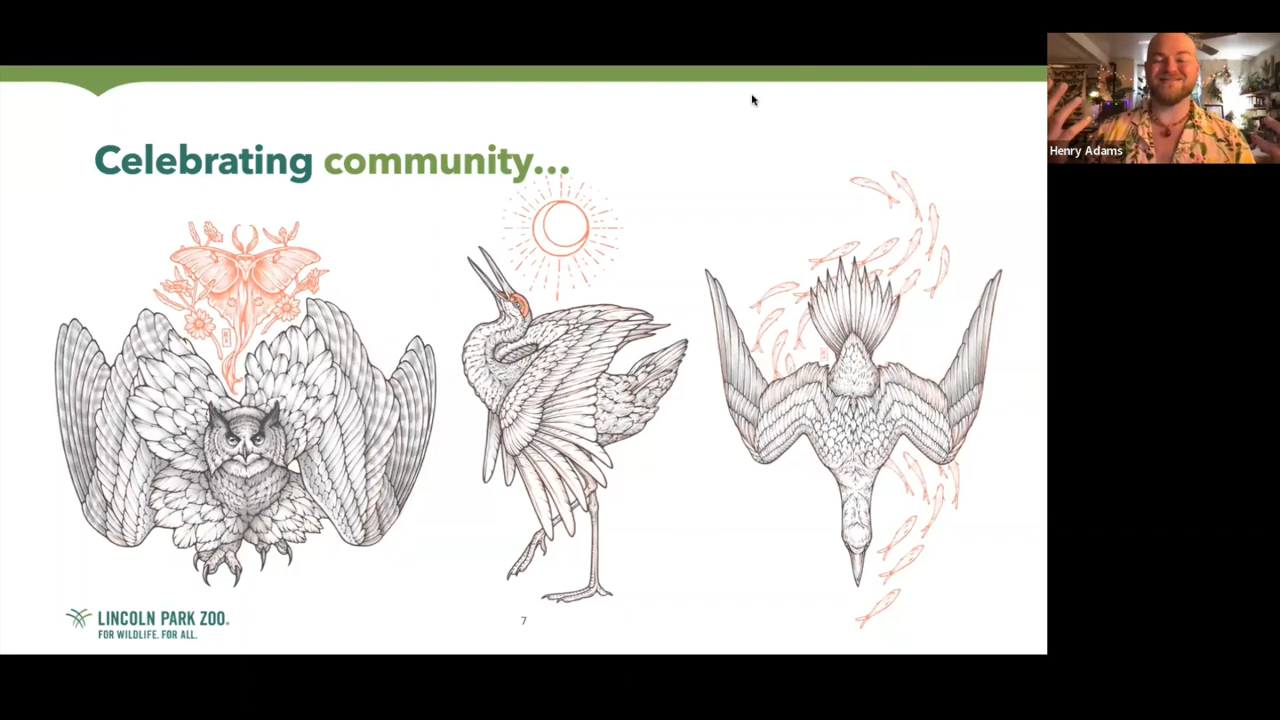 Celebrating community...
LINCOLN PARK ZOO.
FOR WILDLIFE. FOR ALL.
7
Henry Adams